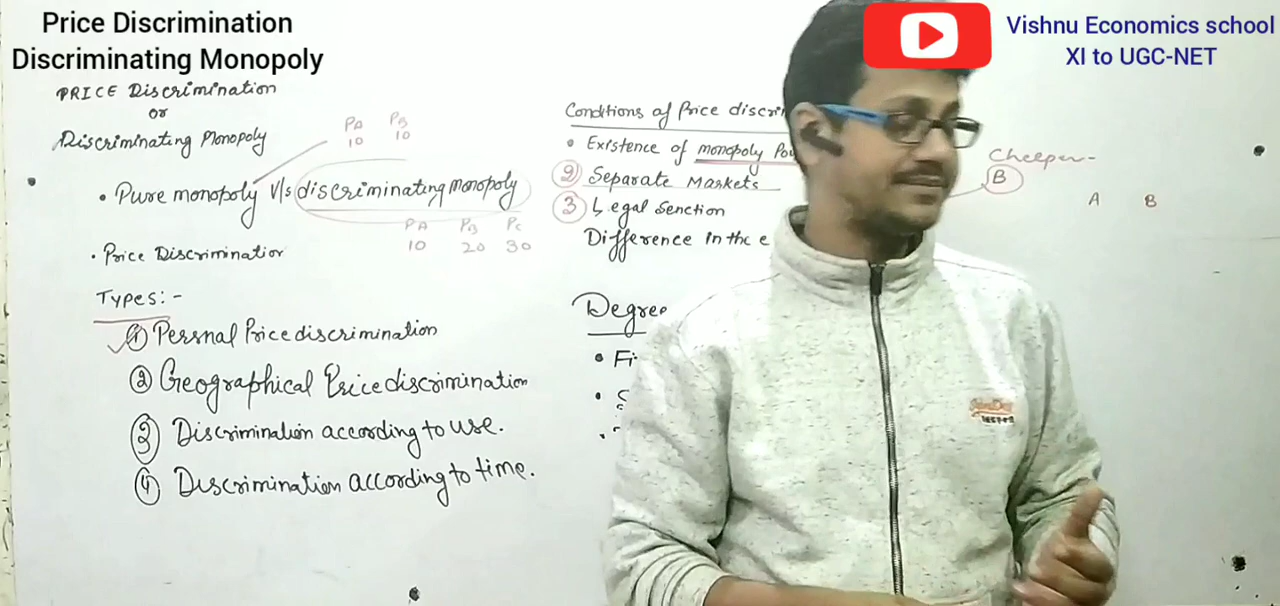 Price Discrimination
Discriminating Monopoly
Vishnu Economics school
XI to UGC-NET
PRICE Discrimination
or
Discriminating Monopoly
PA PB
10 10
• Pure monopoly V/s discriminating monopoly
PA PB PC
10 20 30
• Price Discrimination
Types:-
① Persnal Price discrimination
② Geographical Price discrimination
③ Discrimination according to use.
④ Discrimination according to time.
Conditions of Price discri
• Existence of monopoly Pow
② Separate Markets
③ Legal Senction
Difference in the e
Degree
• Fi
Cheeper-
B
A B